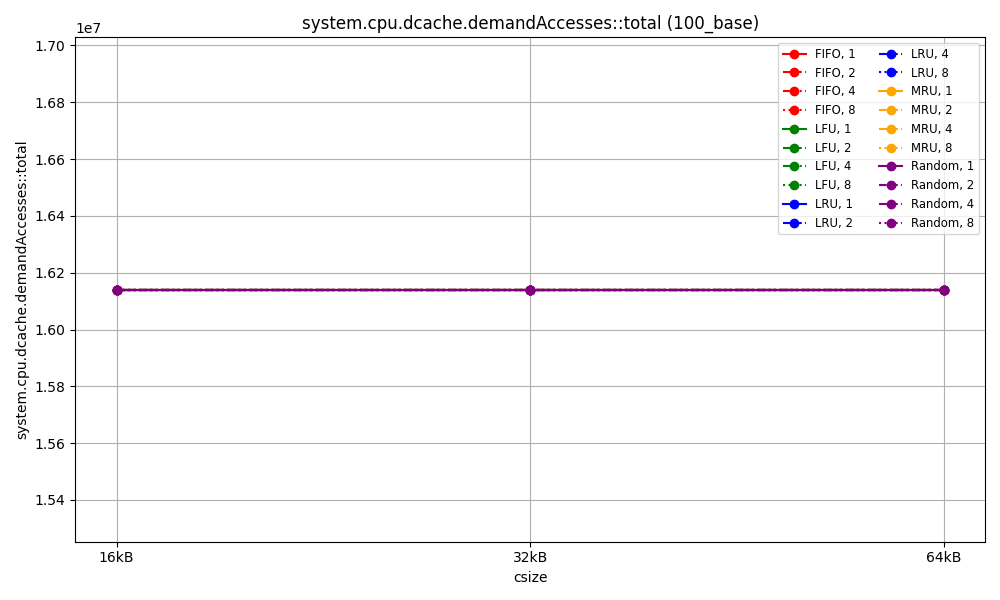 system.cpu.dcache.demandAccesses::total (100_base)
1e7
1.70
1.68
1.66
1.64
1.62
1.60
1.58
1.56
1.54
system.cpu.dcache.demandAccesses::total
FIFO, 1
FIFO, 2
FIFO, 4
FIFO, 8
LFU, 1
LFU, 2
LFU, 4
LFU, 8
LRU, 1
LRU, 2
LRU, 4
LRU, 8
MRU, 1
MRU, 2
MRU, 4
MRU, 8
Random, 1
Random, 2
Random, 4
Random, 8
16kB 32kB 64kB
csize